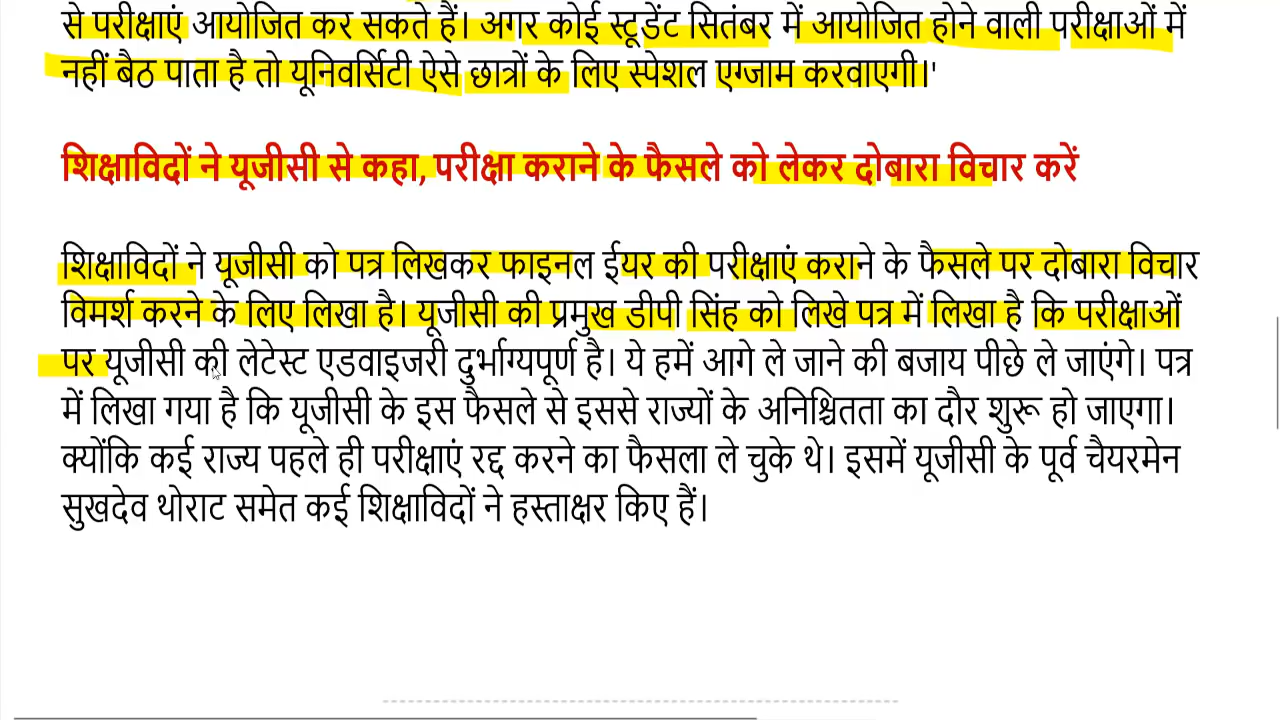 से परीक्षाएं आयोजित कर सकते हैं। अगर कोई स्टूडेंट सितंबर में आयोजित होने वाली परीक्षाओं में
नहीं बैठ पाता है तो यूनिवर्सिटी ऐसे छात्रों के लिए स्पेशल एग्जाम करवाएगी।'
शिक्षाविदों ने यूजीसी से कहा, परीक्षा कराने के फैसले को लेकर दोबारा विचार करें
शिक्षाविदों ने यूजीसी को पत्र लिखकर फाइनल ईयर की परीक्षाएं कराने के फैसले पर दोबारा विचार
विमर्श करने के लिए लिखा है। यूजीसी की प्रमुख डीपी सिंह को लिखे पत्र में लिखा है कि परीक्षाओं
पर यूजीसी की लेटेस्ट एडवाइजरी दुर्भाग्यपूर्ण है। ये हमें आगे ले जाने की बजाय पीछे ले जाएंगे। पत्र
में लिखा गया है कि यूजीसी के इस फैसले से इससे राज्यों के अनिश्चितता का दौर शुरू हो जाएगा।
क्योंकि कई राज्य पहले ही परीक्षाएं रद्द करने का फैसला ले चुके थे। इसमें यूजीसी के पूर्व चैयरमेन
सुखदेव थोराट समेत कई शिक्षाविदों ने हस्ताक्षर किए हैं।